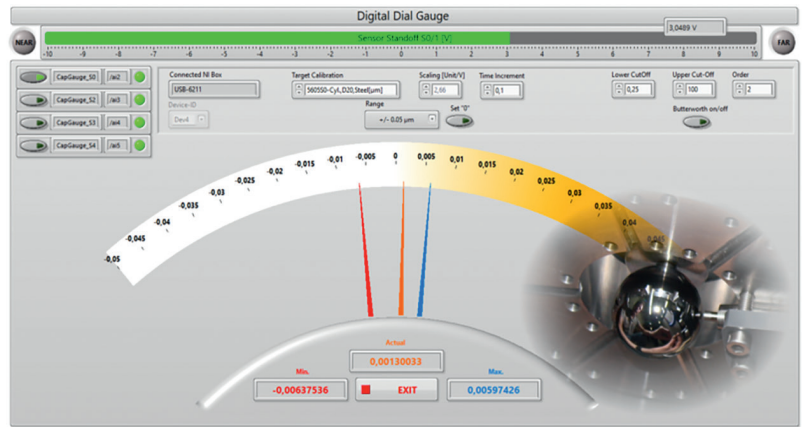 Digital Dial Gauge
3,0489 V
NEAR
Sensor Standoff S0/1 [V]
FAR
-10 -9 -8 -7 -6 -5 -4 -3 -2 -1 0 1 2 3 4 5 6 7 8 9 10
CapGauge_S0 /ai2
CapGauge_S2 /ai3
CapGauge_S3 /ai4
CapGauge_S4 /ai5
Connected NI Box
USB-6211
Device-ID
Dev4
Target Calibration
560550-Cyl.,D20,Steel[µm]
Scaling [Unit/V]
2,66
Time Increment
0,1
Range
+/- 0.05 µm
Set "0"
Lower CutOff
0,25
Upper Cut-Off
100
Order
2
Butterworth on/off
-0,05 -0,045 -0,04 -0,035 -0,03 -0,025 -0,02 -0,015 -0,01 -0,005 0 0,005 0,01 0,015 0,02 0,025 0,03 0,035 0,04 0,045
Actual
0,00130033
Min.
-0,00637536
EXIT
Max.
0,00597426